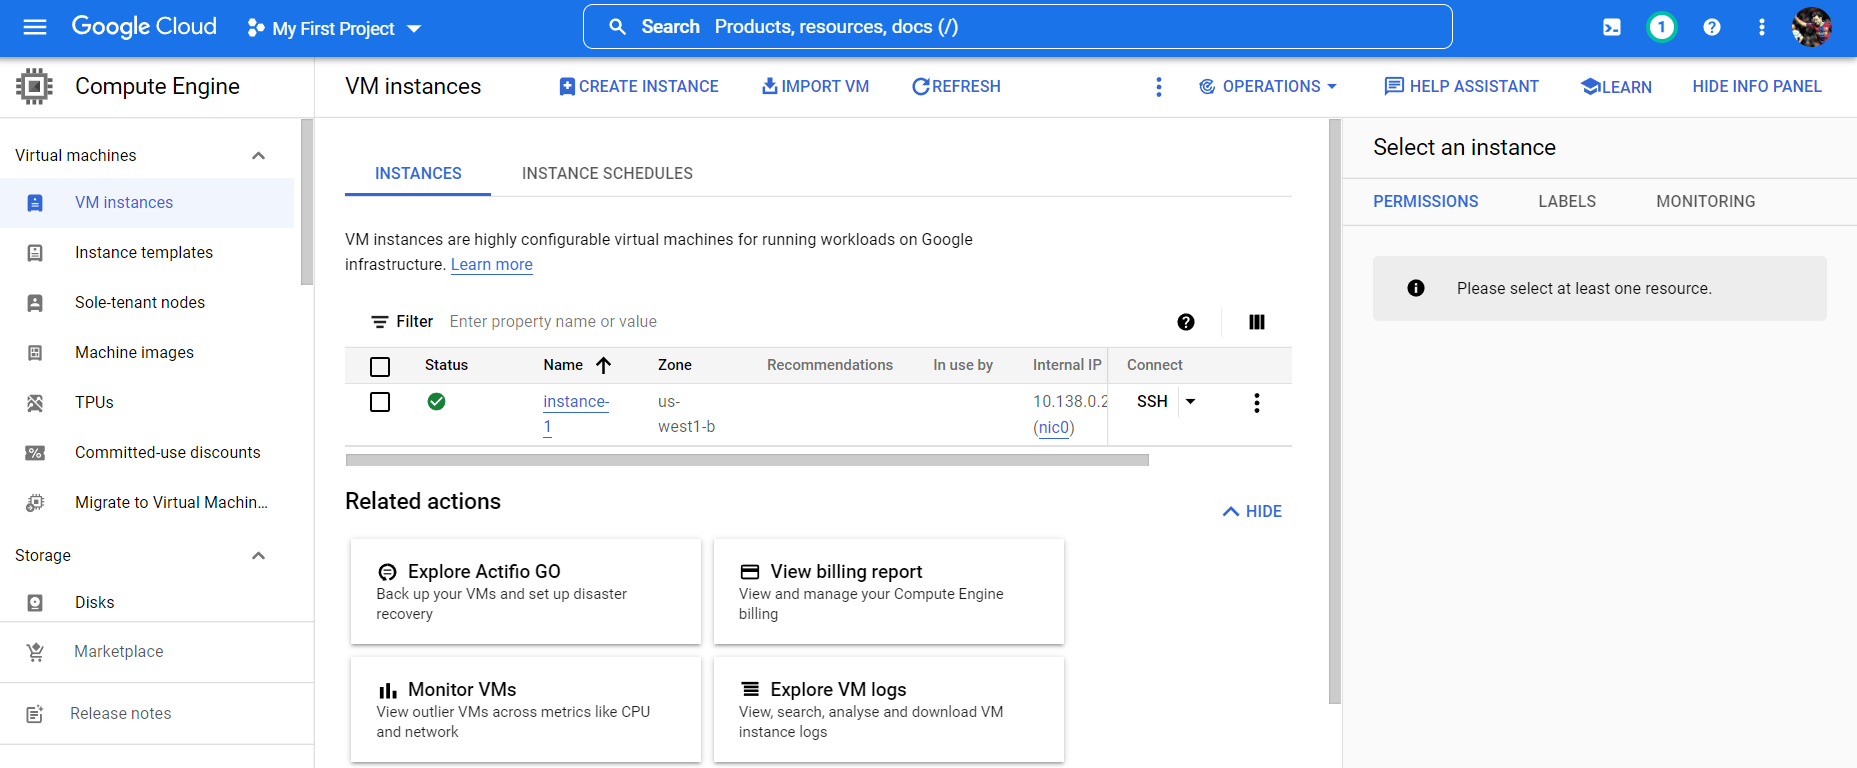 Google Cloud
My First Project
Search Products, resources, docs (/)
1
Compute Engine
VM instances
CREATE INSTANCE
IMPORT VM
REFRESH
OPERATIONS
HELP ASSISTANT
LEARN
HIDE INFO PANEL
Virtual machines
VM instances
Instance templates
Sole-tenant nodes
Machine images
TPUs
Committed-use discounts
Migrate to Virtual Machin...
Storage
Disks
Marketplace
Release notes
INSTANCES
INSTANCE SCHEDULES
VM instances are highly configurable virtual machines for running workloads on Google
infrastructure. Learn more
Filter Enter property name or value
Status Name Zone Recommendations In use by Internal IP Connect
instance- us- 10.138.0.2 SSH
1 west1-b (nic0)
Related actions
HIDE
Explore Actifio GO
Back up your VMs and set up disaster
recovery
View billing report
View and manage your Compute Engine
billing
Monitor VMs
View outlier VMs across metrics like CPU
and network
Explore VM logs
View, search, analyse and download VM
instance logs
Select an instance
PERMISSIONS
LABELS
MONITORING
Please select at least one resource.